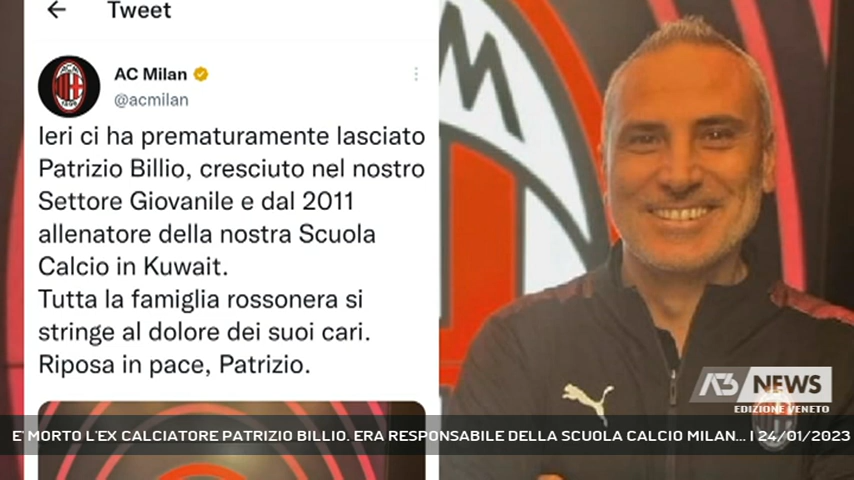 Tweet
AC Milan
@acmilan
Ieri ci ha prematuramente lasciato
Patrizio Billio, cresciuto nel nostro
Settore Giovanile e dal 2011
allenatore della nostra Scuola
Calcio in Kuwait.
Tutta la famiglia rossonera si
stringe al dolore dei suoi cari.
Riposa in pace, Patrizio.
A3 NEWS
EDIZIONE VENETO
E' MORTO L'EX CALCIATORE PATRIZIO BILLIO. ERA RESPONSABILE DELLA SCUOLA CALCIO MILAN... | 24/01/2023